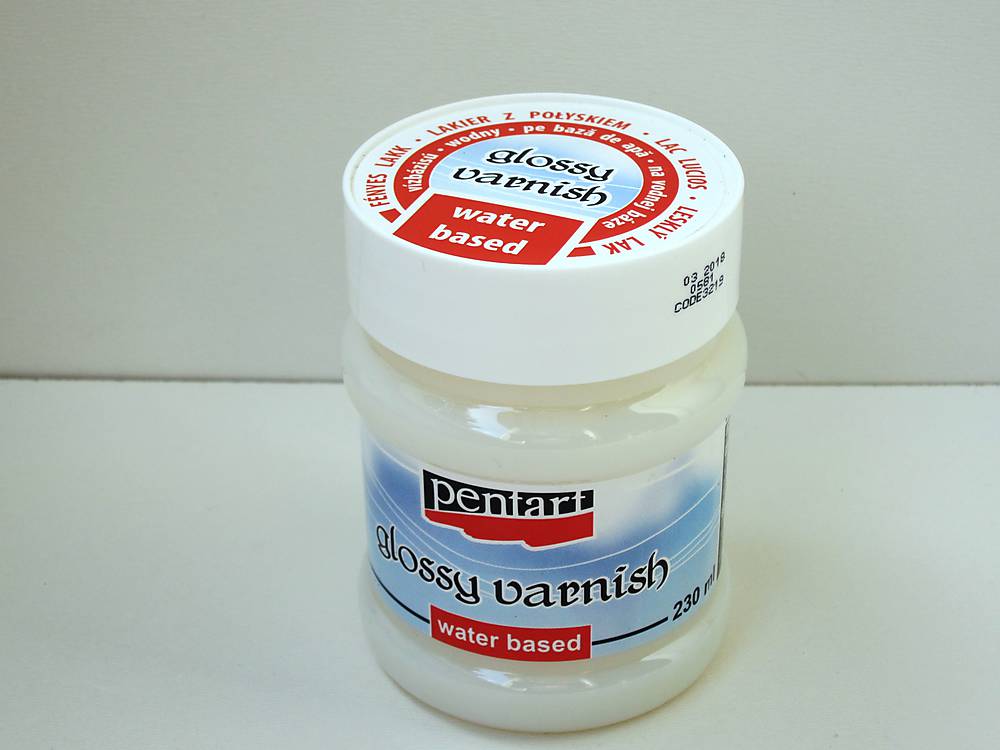 FÉNYES LAKK · LAKIER Z POŁYSKIEM · LAC LUCIOS · LESKLÝ LAK
vízbázisú · wodny · pe bază de apă · na vodnej báze
glossy
varnish
water
based
03 2018
0581
CODE3219
pentart
glossy varnish
230 ml
water based